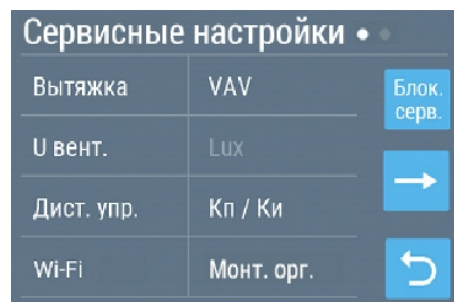 Сервисные настройки
Вытяжка
VAV
Блок.
серв.
U вент.
Lux
Дист. упр.
Кп / Ки
Wi-Fi
Монт. орг.